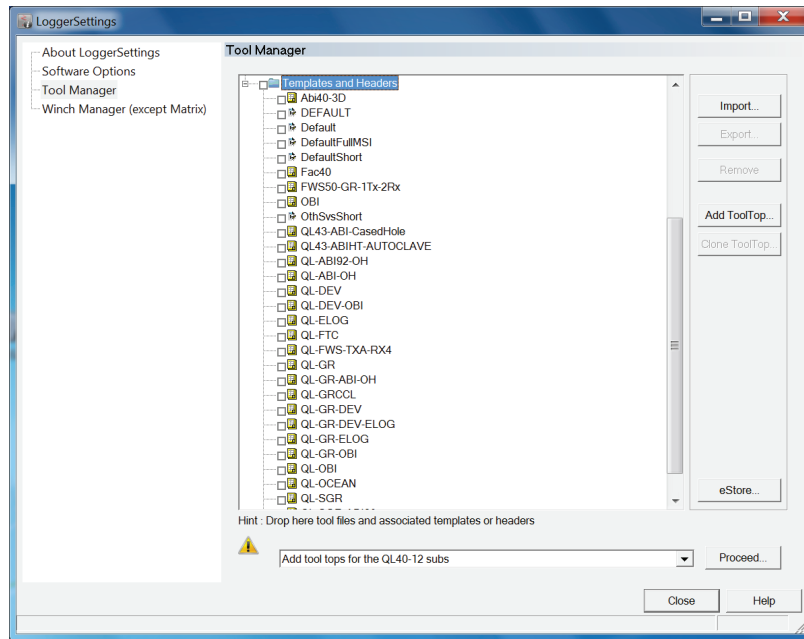 LoggerSettings
About LoggerSettings
Software Options
Tool Manager
Winch Manager (except Matrix)
Tool Manager
Templates and Headers
Abi40-3D
DEFAULT
Default
DefaultFullMSI
DefaultShort
Fac40
FWS50-GR-1Tx-2Rx
OBI
OthSvsShort
QL43-ABI-CasedHole
QL43-ABIHT-AUTOCLAVE
QL-ABI92-OH
QL-ABI-OH
QL-DEV
QL-DEV-OBI
QL-ELOG
QL-FTC
QL-FWS-TXA-RX4
QL-GR
QL-GR-ABI-OH
QL-GRCCL
QL-GR-DEV
QL-GR-DEV-ELOG
QL-GR-ELOG
QL-GR-OBI
QL-OBI
QL-OCEAN
QL-SGR
Import...
Export...
Remove
Add ToolTop...
Clone ToolTop...
eStore...
Hint : Drop here tool files and associated templates or headers
Add tool tops for the QL40-12 subs
Proceed...
Close
Help